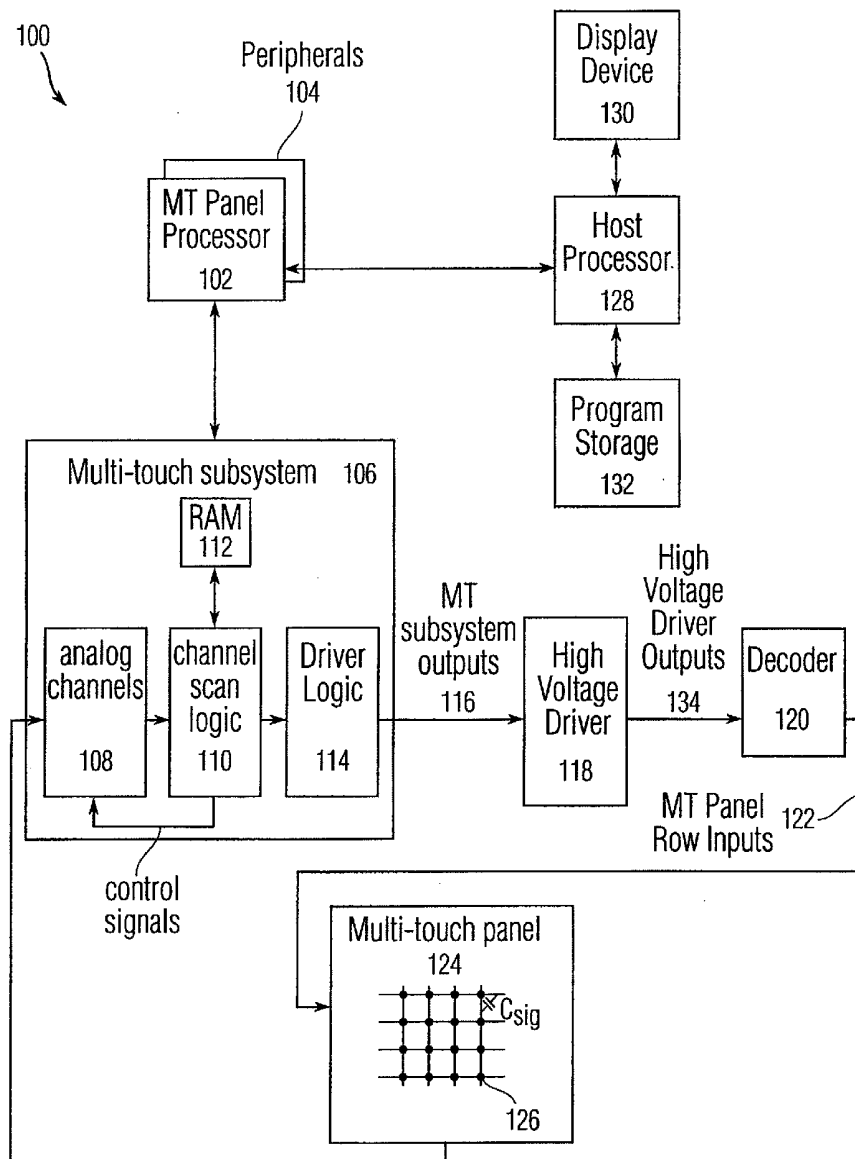 100
Peripherals
104
MT Panel
Processor
102
Display
Device
130
Host
Processor
128
Program
Storage
132
Multi-touch subsystem 106
RAM
112
analog
channels
108
channel
scan
logic
110
Driver
Logic
114
control
signals
MT
subsystem
outputs
116
High
Voltage
Driver
118
High
Voltage
Driver
Outputs
134
Decoder
120
MT Panel
Row Inputs
122
Multi-touch panel
124
Csig
126